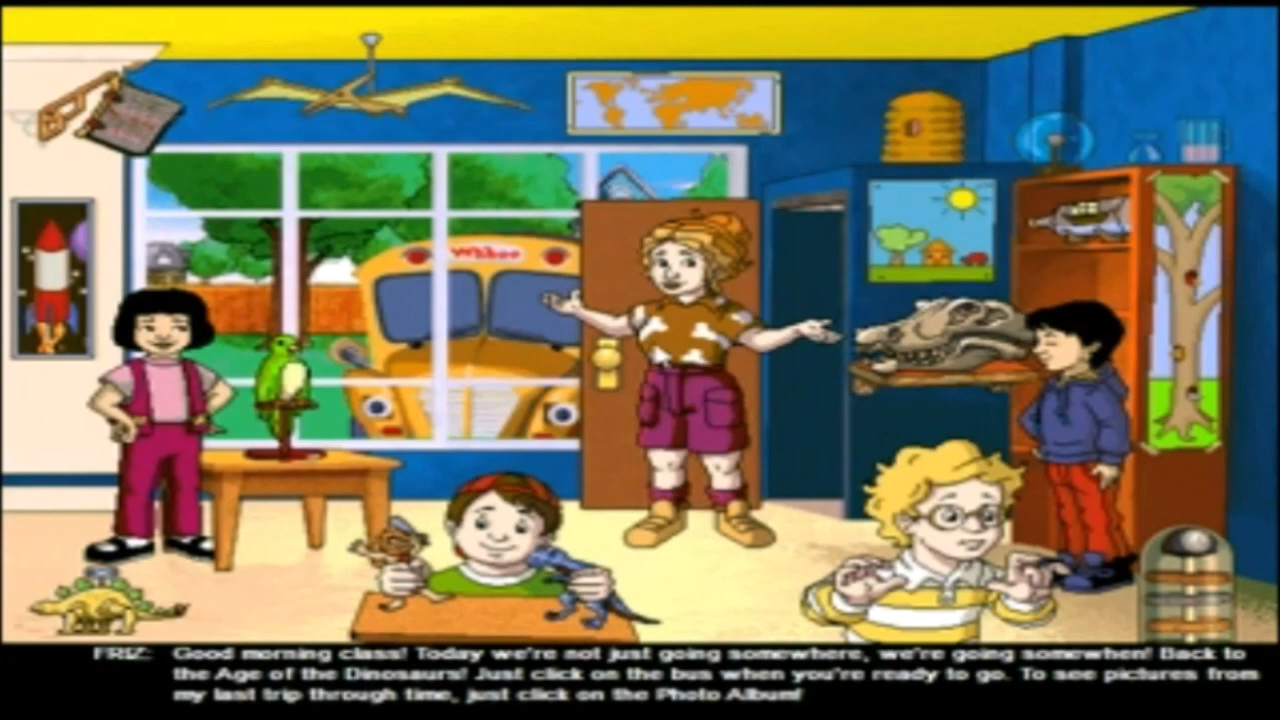 Wahoo
FRIZ: Good morning class! Today we're not just going somewhere, we're going somewhen! Back to
the Age of the Dinosaurs! Just click on the bus when you're ready to go. To see pictures from
my last trip through time, just click on the Photo Album!